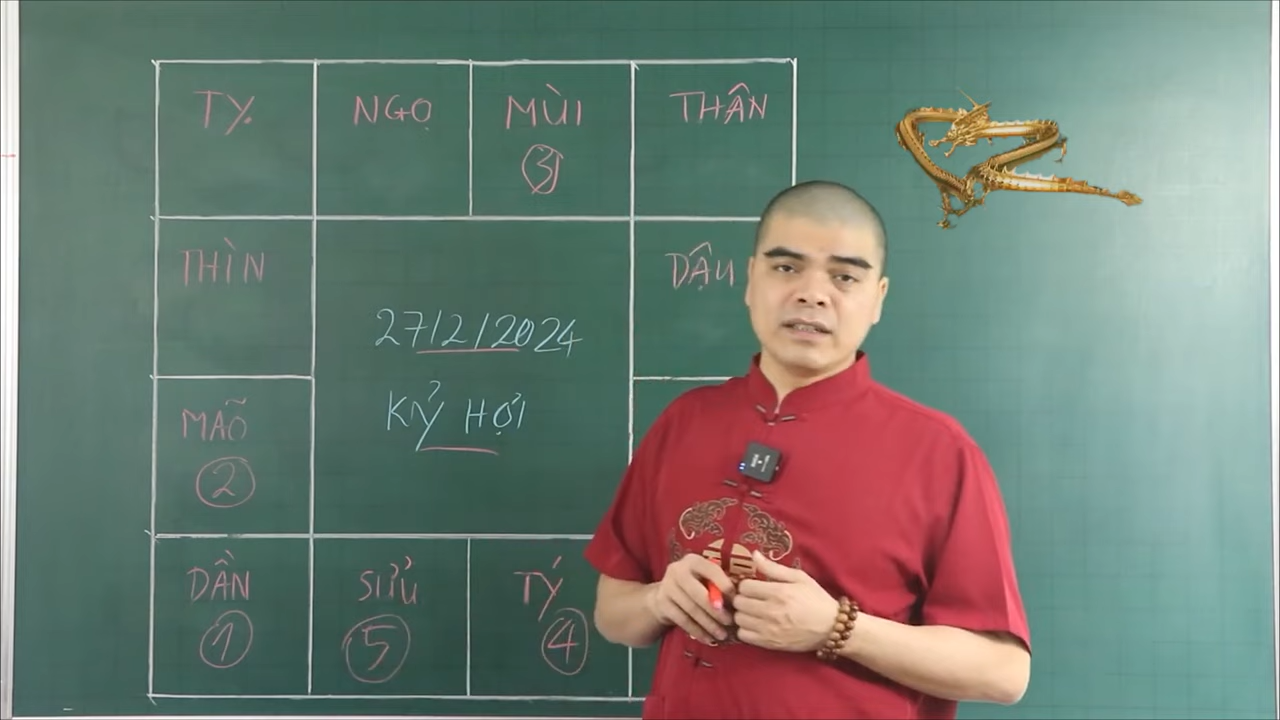 TỴ
NGỌ
MÙI
3
THÂN
THÌN
DẬU
27/2/2024
KỶ HỢI
MÃO
2
DẦN
1
SỬU
5
TÝ
4